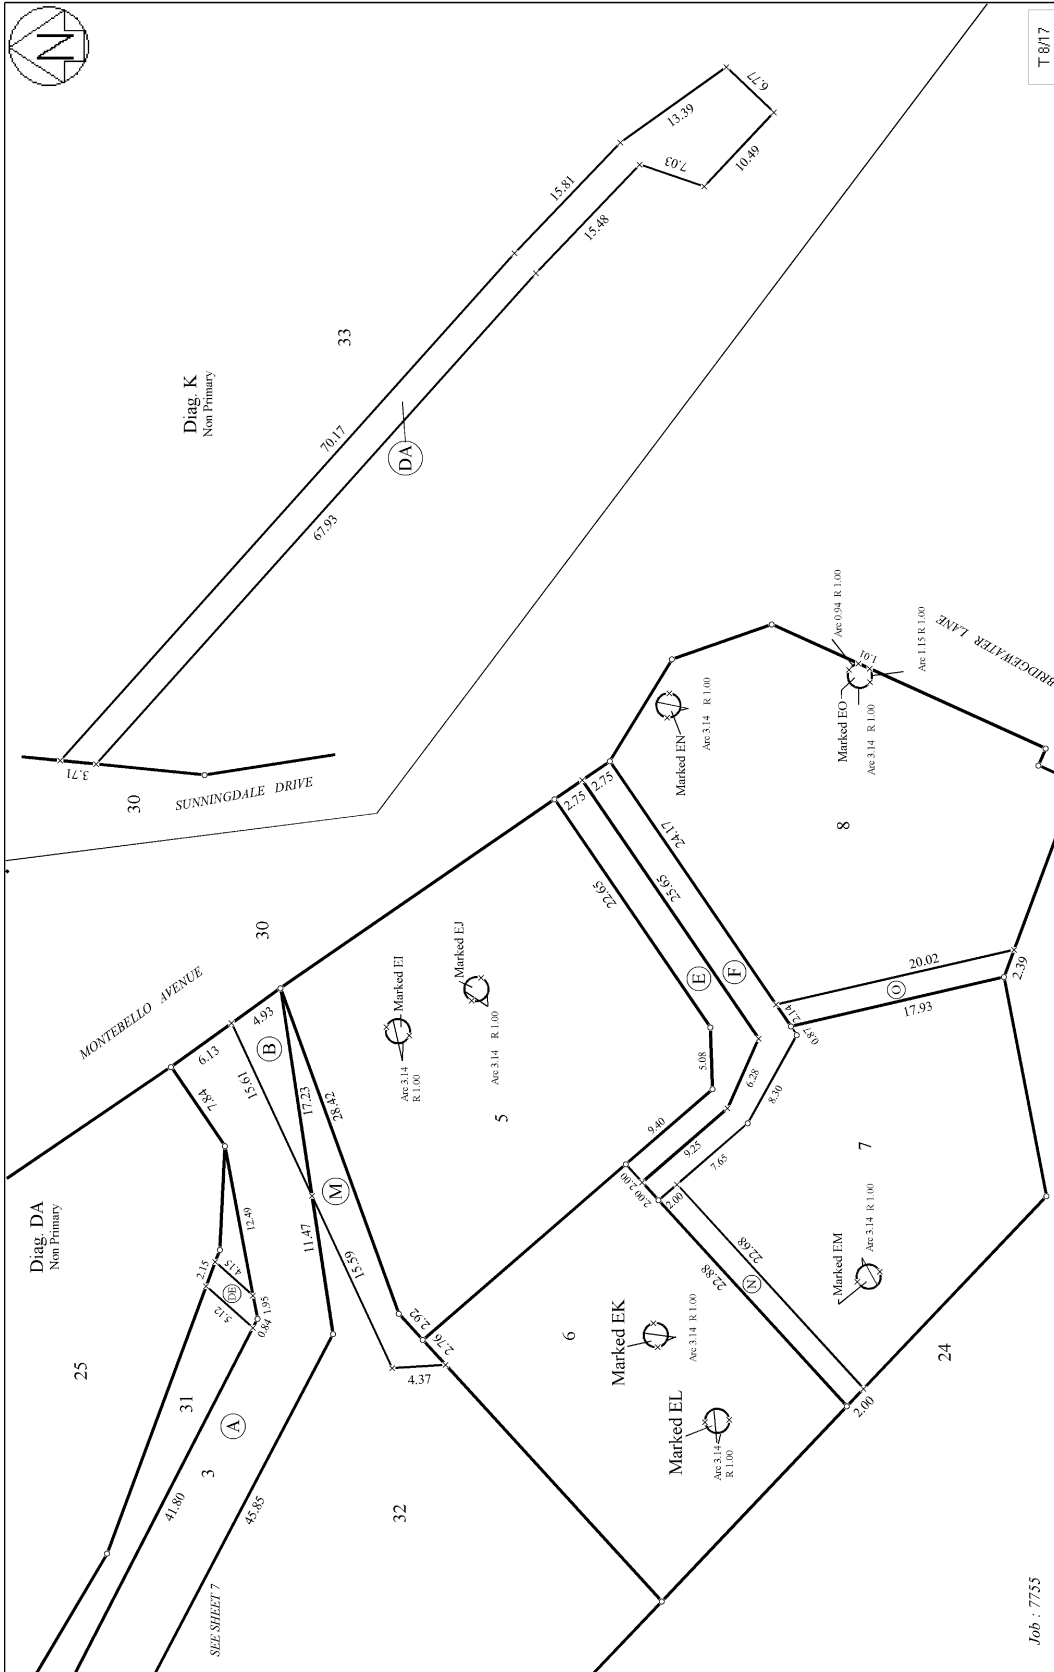 N
T 8/17
Diag. K
Non Primary
33
13.39
6.77
15.81
7.03
10.49
15.48
70.17
67.93
DA
3.71
30
SUNNINGDALE DRIVE
MONTEBELLO AVENUE
30
Diag. DA
Non Primary
6.13
4.93
7.84
B
15.61
17.23
28.42
12.49
M
11.47
15.59
2.15
4.15
DE
5.12
1.95
0.84
25
31
A
3
41.80
45.85
SEE SHEET 7
32
2.92
2.76
4.37
Marked EI
Arc 3.14
R 1.00
Marked EJ
Arc 3.14 R 1.00
5
2.75
2.75
22.65
25.65
24.17
E
F
5.08
9.40
6.28
9.25
8.30
7.65
2.00
2.00
2.00
2.14
0.87
Marked EN
Arc 3.14 R 1.00
Arc 0.94 R 1.00
1.01
Arc 1.15 R 1.00
Marked EO
Arc 3.14 R 1.00
BRIDGEWATER LANE
8
20.02
O
17.93
2.39
7
22.68
22.88
N
2.00
Marked EM
Arc 3.14 R 1.00
6
Marked EK
Arc 3.14 R 1.00
Marked EL
Arc 3.14
R 1.00
24
Job : 7755